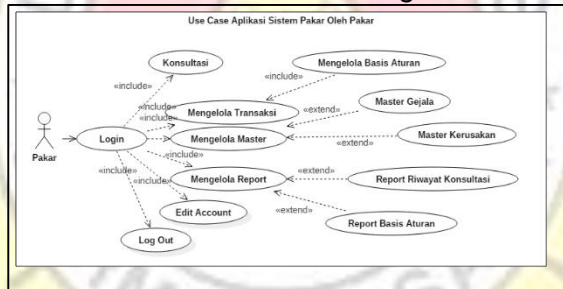 Use Case Aplikasi Sistem Pakar Oleh Pakar
Konsultasi
Mengelola Basis Aturan
«include»
«include»
Master Gejala
«include»
«include»
Mengelola Transaksi
«extend»
Login
Mengelola Master
Master Kerusakan
«extend»
Pakar
«include»
«extend»
«include»
Mengelola Report
Report Riwayat Konsultasi
«include»
«extend»
Edit Account
Report Basis Aturan
Log Out